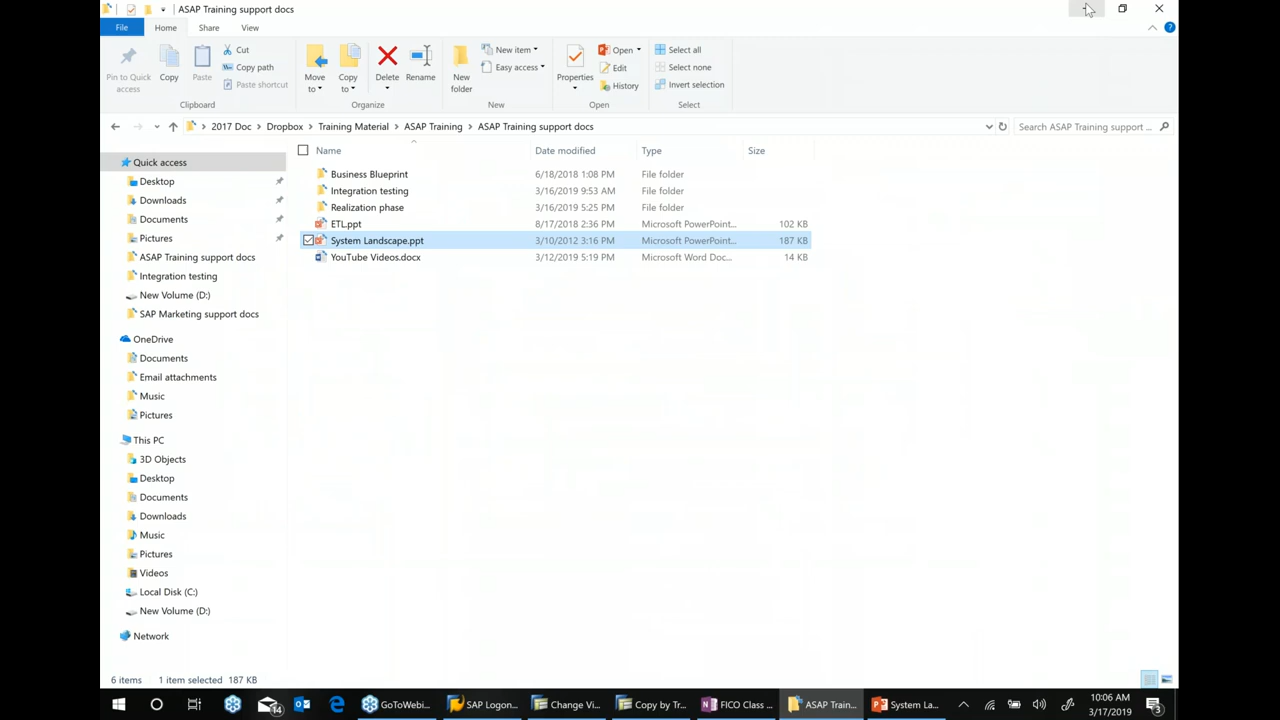 ASAP Training support docs
File Home Share View
Pin to Quick access
Copy
Paste
Cut
Copy path
Paste shortcut
Clipboard
Move to
Copy to
Delete
Rename
Organize
New folder
New item
Easy access
New
Properties
Open
Edit
History
Open
Select all
Select none
Invert selection
Select
2017 Doc > Dropbox > Training Material > ASAP Training > ASAP Training support docs
Search ASAP Training support ...
Name Date modified Type Size
Business Blueprint 6/18/2018 1:08 PM File folder
Integration testing 3/16/2019 9:53 AM File folder
Realization phase 3/16/2019 5:25 PM File folder
ETL.ppt 8/17/2018 2:36 PM Microsoft PowerPoint... 102 KB
System Landscape.ppt 3/10/2012 3:16 PM Microsoft PowerPoint... 187 KB
YouTube Videos.docx 3/12/2019 5:19 PM Microsoft Word Doc... 14 KB
Quick access
Desktop
Downloads
Documents
Pictures
ASAP Training support docs
Integration testing
New Volume (D:)
SAP Marketing support docs
OneDrive
Documents
Email attachments
Music
Pictures
This PC
3D Objects
Desktop
Documents
Downloads
Music
Pictures
Videos
Local Disk (C:)
New Volume (D:)
Network
6 items 1 item selected 187 KB
14
GoToWebi...
SAP Logon...
Change Vi...
Copy by Tr...
FICO Class ...
ASAP Train...
System La...
10:06 AM
3/17/2019
3